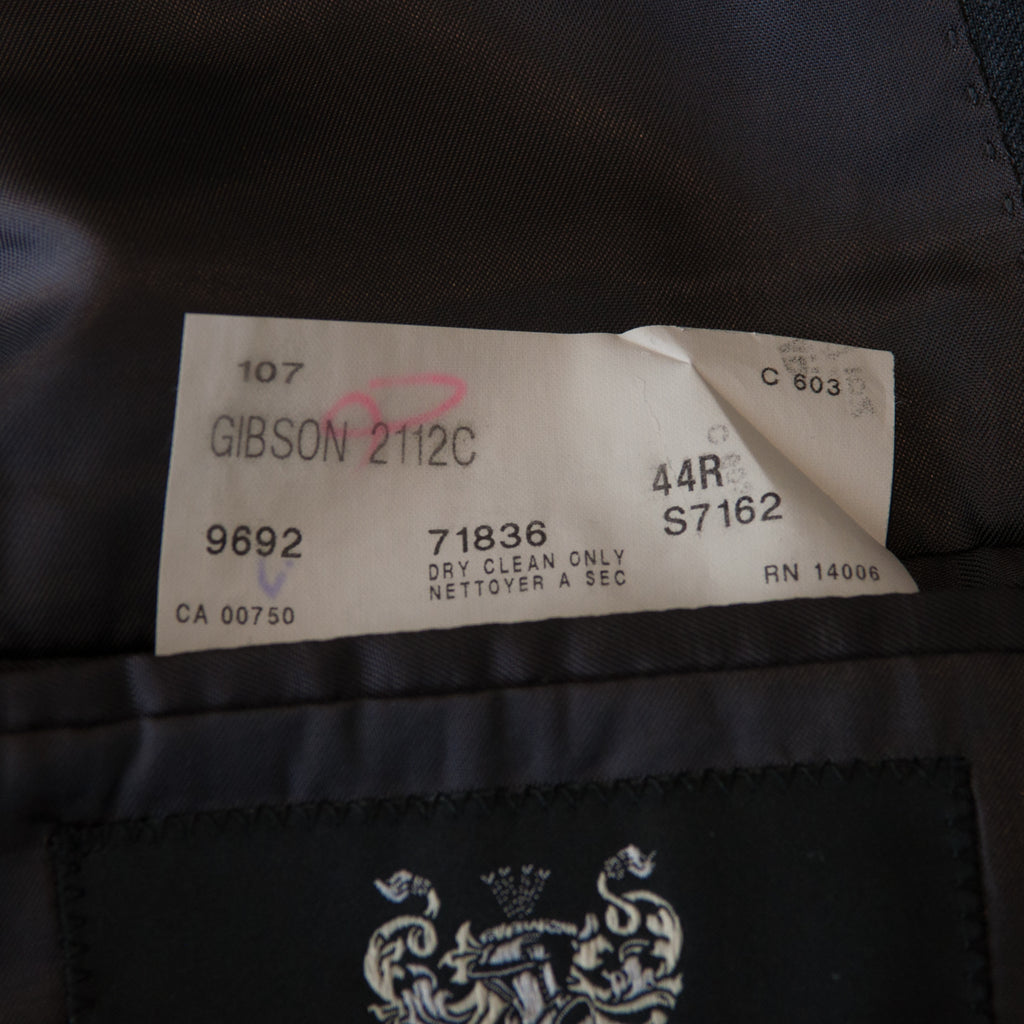 107
C 603
GIBSON 2112C
44R
S7162
9692
71836
DRY CLEAN ONLY
NETTOYER A SEC
CA 00750
RN 14006